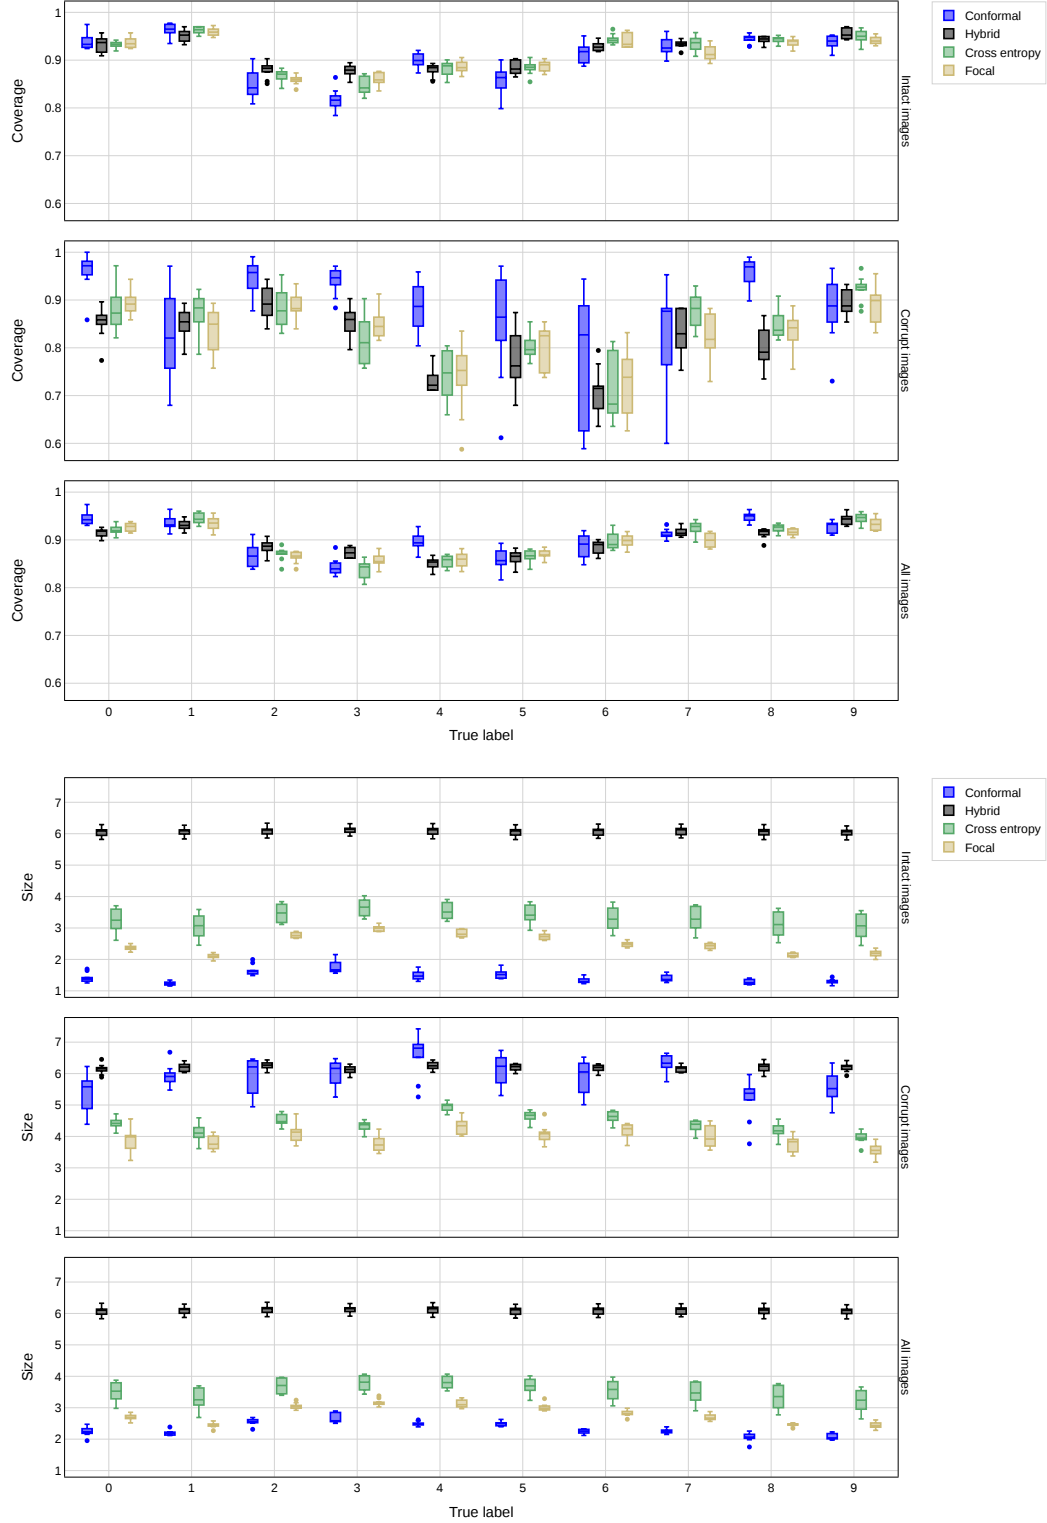 1
0.9
0.8
0.7
0.6
Coverage
Intact images
Conformal
Hybrid
Cross entropy
Focal
1
0.9
0.8
0.7
0.6
Coverage
Corrupt images
1
0.9
0.8
0.7
0.6
Coverage
All images
0 1 2 3 4 5 6 7 8 9
True label
7
6
5
4
3
2
1
Size
Intact images
Conformal
Hybrid
Cross entropy
Focal
7
6
5
4
3
2
1
Size
Corrupt images
7
6
5
4
3
2
1
Size
All images
0 1 2 3 4 5 6 7 8 9
True label